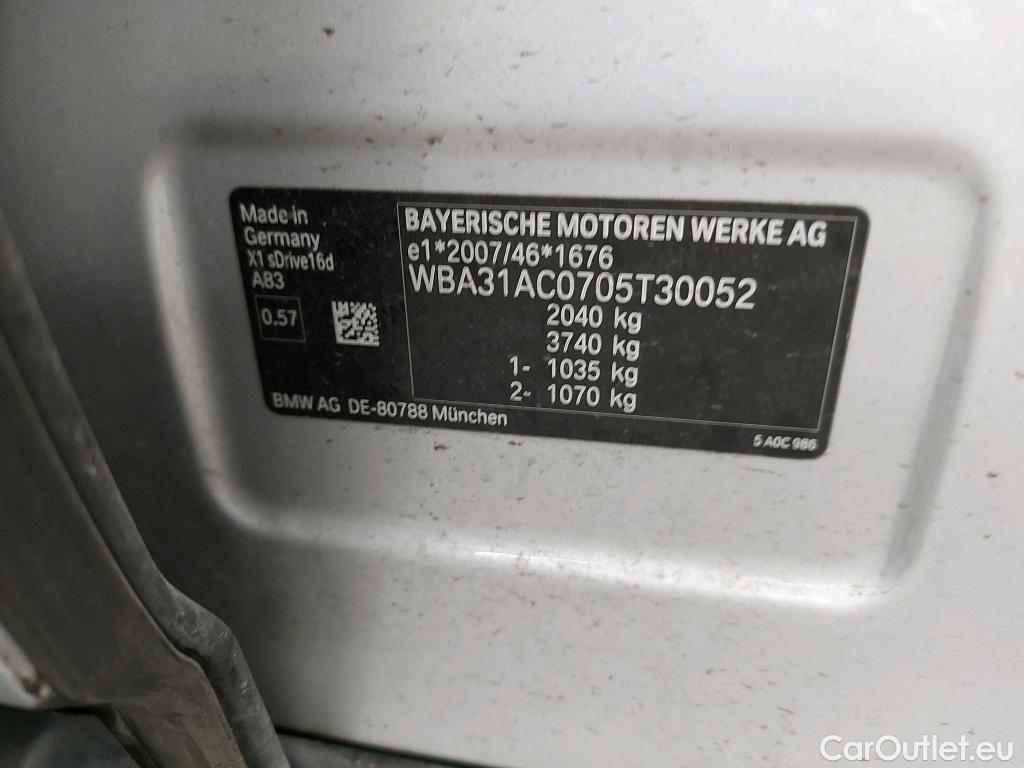 Made in
Germany
X1 sDrive16d
A83
0.57
BAYERISCHE MOTOREN WERKE AG
e1*2007/46*1676
WBA31AC0705T30052
2040 kg
3740 kg
1- 1035 kg
2- 1070 kg
BMW AG DE-80788 München
5 A0C 986
CarOutlet.eu